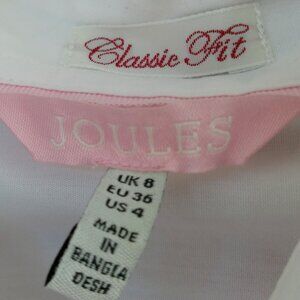 Classic Fit
JOULES
UK 8
EU 36
US 4
MADE
IN
BANGLA
DESH